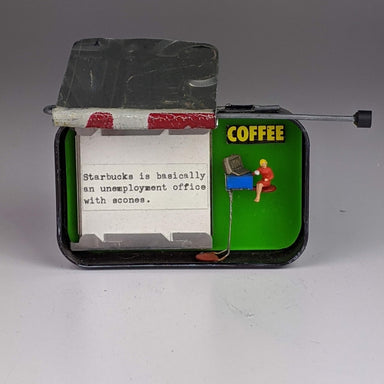 COFFEE
Starbucks is basically
an unemployment office
with scones.